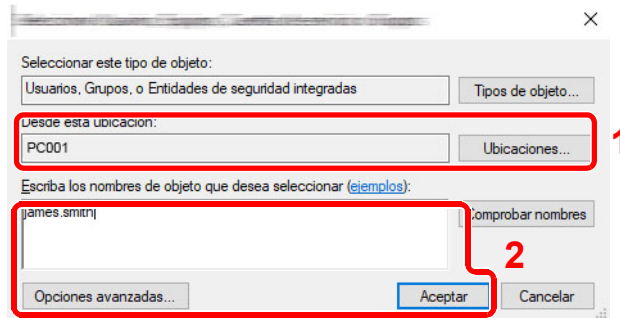 Seleccionar este tipo de objeto:
Usuarios, Grupos, o Entidades de seguridad integradas
Tipos de objeto...
Desde esta ubicación:
PC001
Ubicaciones...
1
Escriba los nombres de objeto que desea seleccionar (ejemplos):
james.smith
Comprobar nombres
2
Opciones avanzadas...
Aceptar
Cancelar